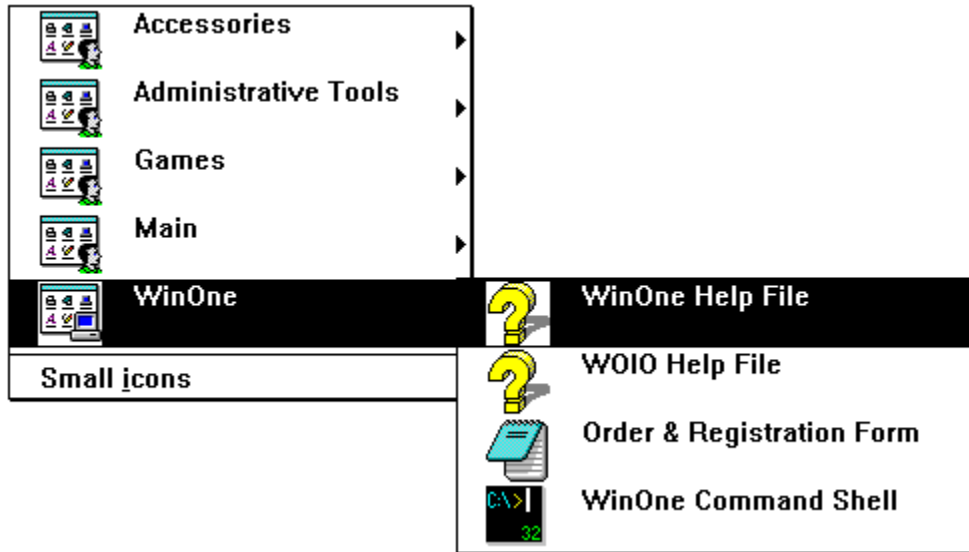 Accessories
Administrative Tools
Games
Main
WinOne
Small icons
WinOne Help File
WOIO Help File
Order & Registration Form
WinOne Command Shell
C:\>
32